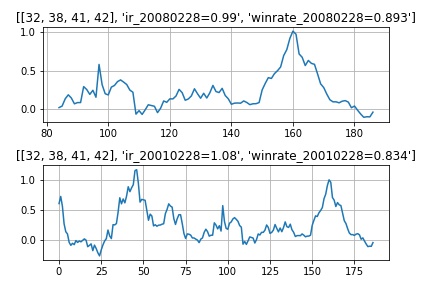 [[32, 38, 41, 42], 'ir_20080228=0.99', 'winrate_20080228=0.893']
1.0
0.5
0.0
80 100 120 140 160 180
[[32, 38, 41, 42], 'ir_20010228=1.08', 'winrate_20010228=0.834']
1.0
0.5
0.0
0 25 50 75 100 125 150 175